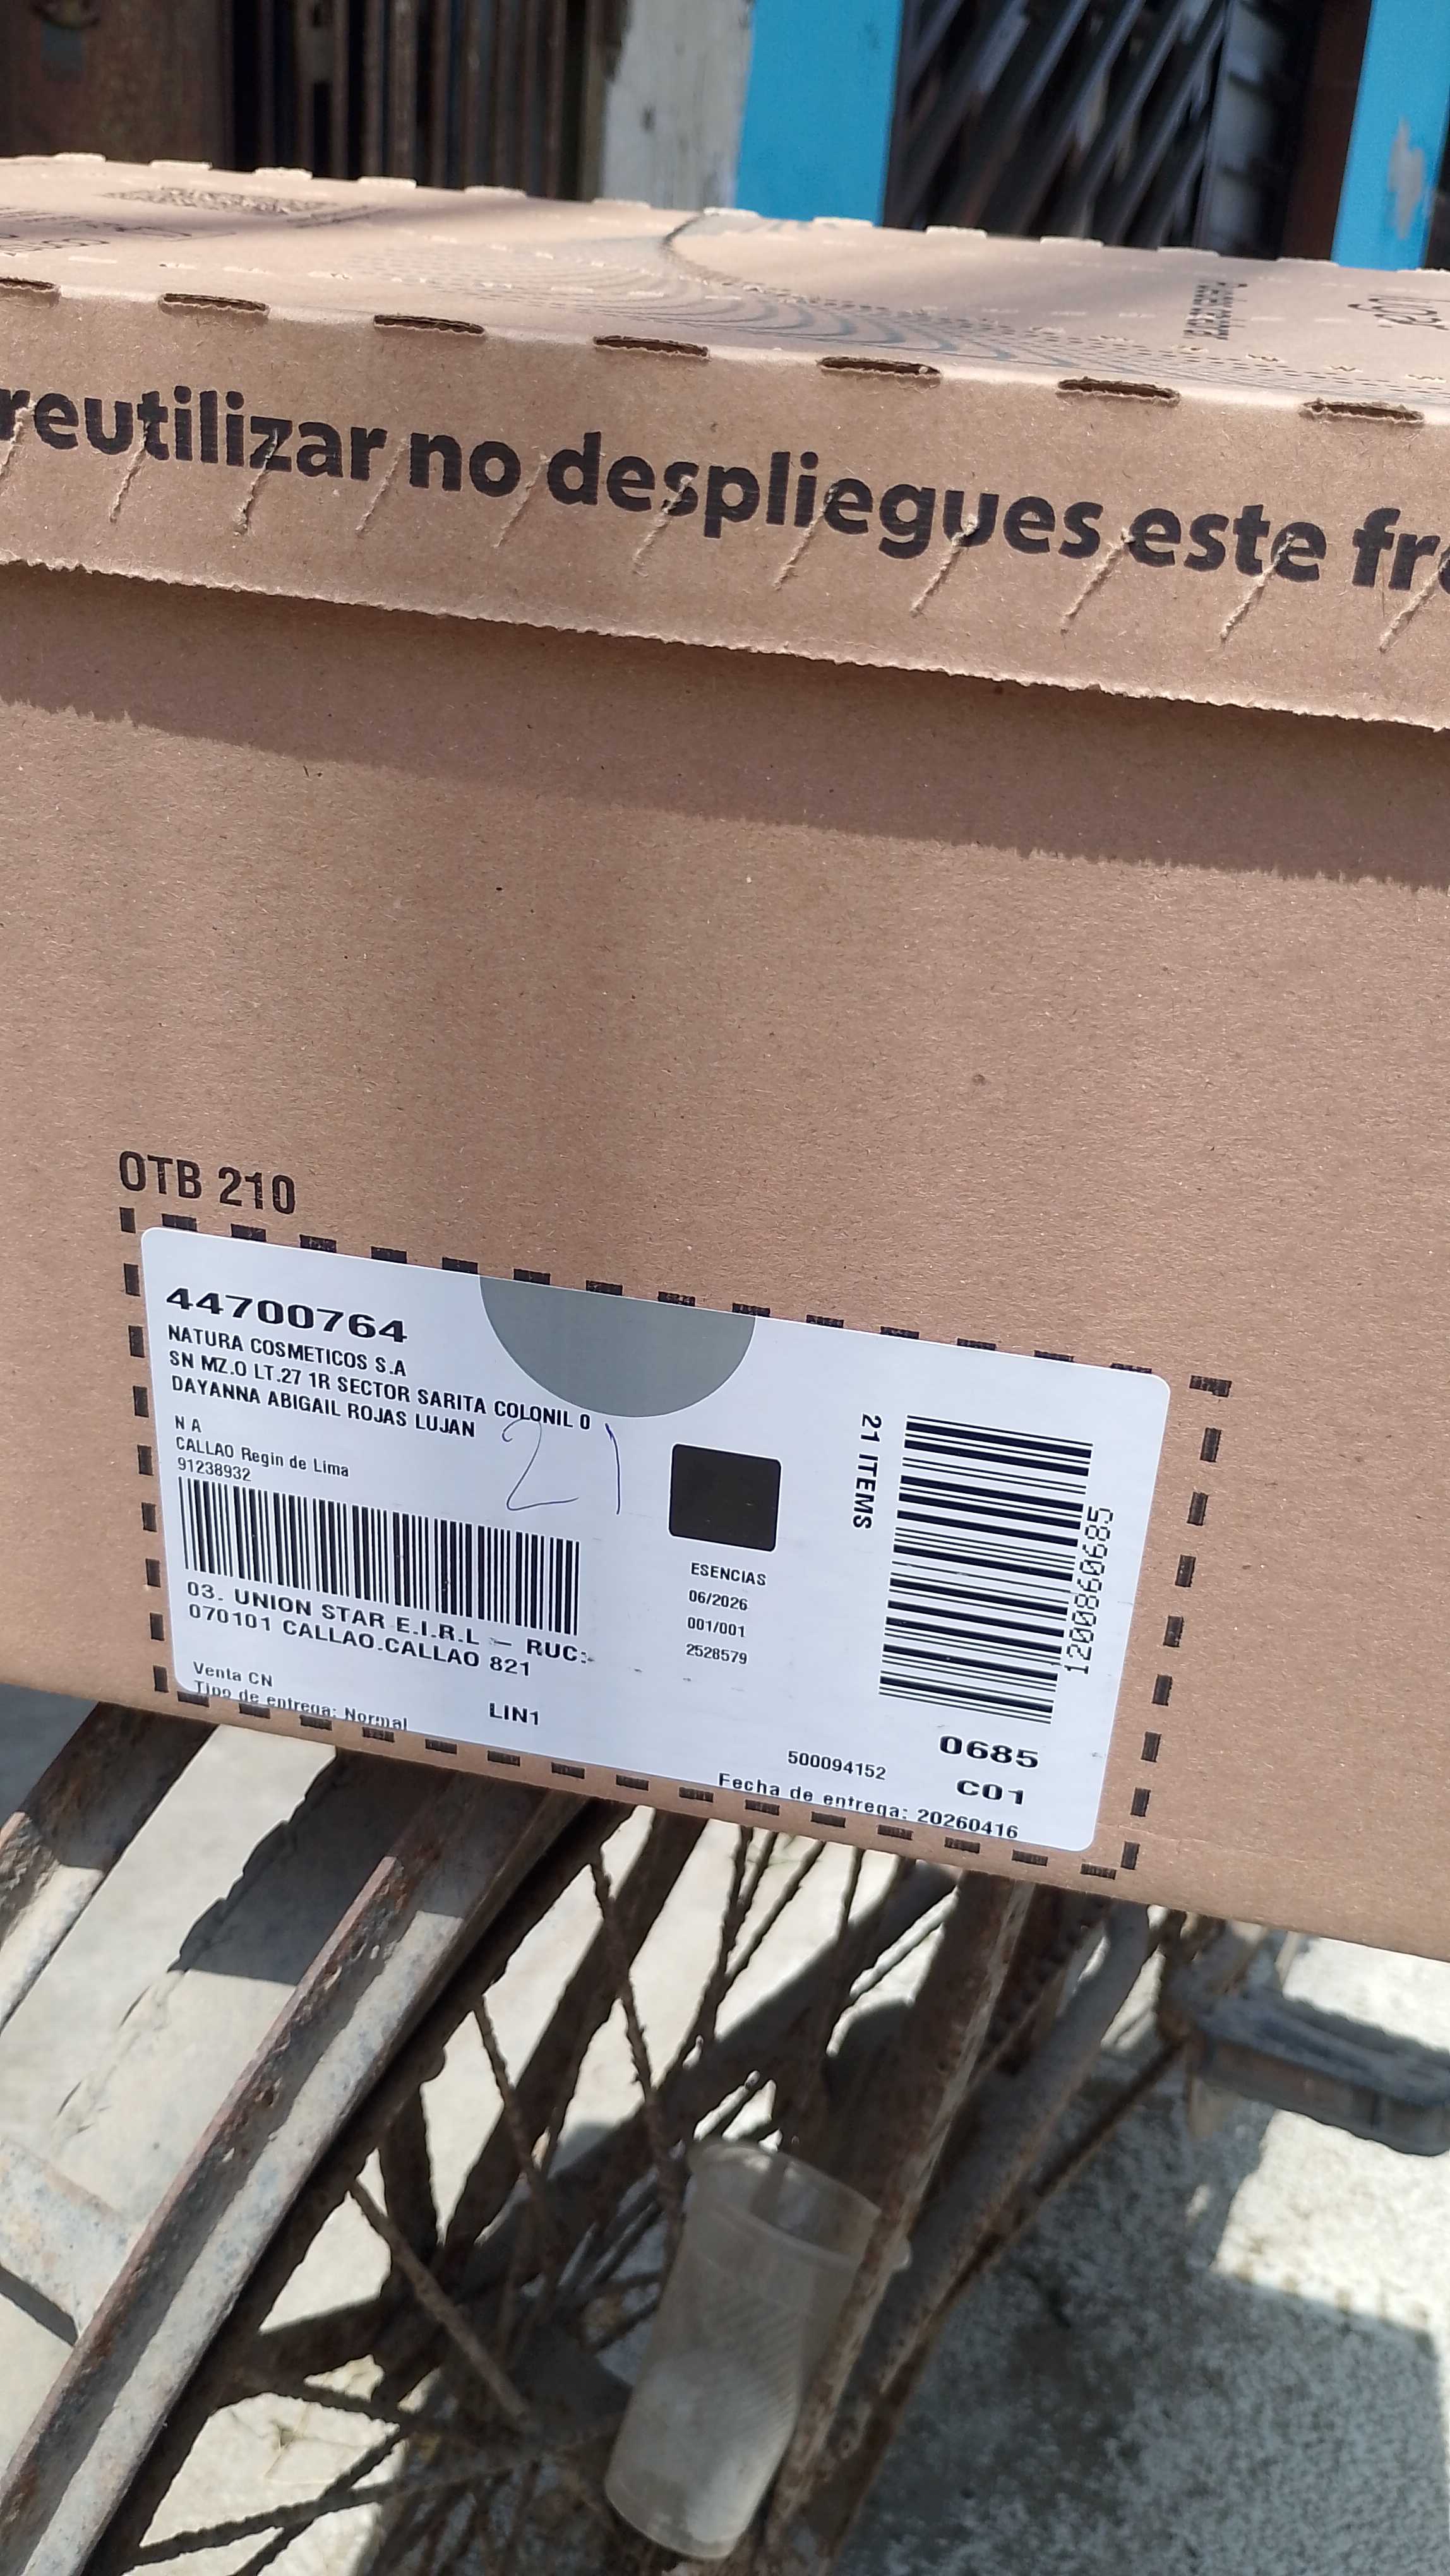 reutilizar no despliegues este fre
OTB 210
44700764
NATURA COSMETICOS S.A
SN MZ.O LT.27 1R SECTOR SARITA COLONIL 0
DAYANNA ABIGAIL ROJAS LUJAN
21
N A
CALLAO Regin de Lima
91238932
03. UNION STAR E.I.R.L — RUC:
070101 CALLAO.CALLAO 821
Venta CN
Tipo de entrega: Normal
LIN1
ESENCIAS
06/2026
001/001
2528579
21 ITEMS
1200860685
0685
500094152
C01
Fecha de entrega: 20260416